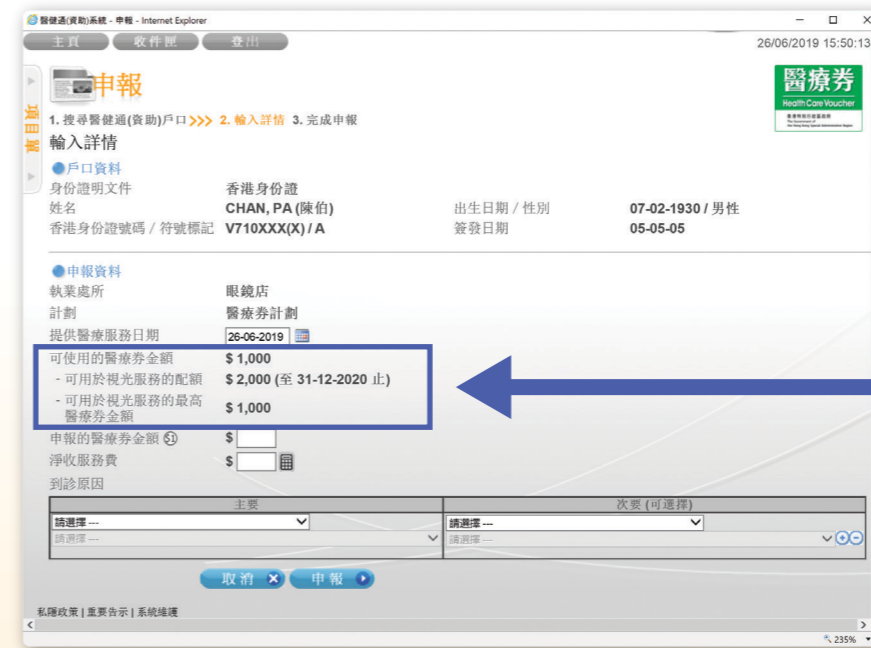 醫健通(資助)系統 - 申報 - Internet Explorer
主頁 收件匣 登出
26/06/2019 15:50:13
項目單
申報
醫療券
Health Care Voucher
1. 搜尋醫健通(資助)戶口 >>> 2. 輸入詳情 3. 完成申報
輸入詳情
戶口資料
身份證明文件 香港身份證
姓名 CHAN, PA (陳伯) 出生日期 / 性別 07-02-1930 / 男性
香港身份證號碼 / 符號標記 V710XXX(X) / A 簽發日期 05-05-05
申報資料
執業處所 眼鏡店
計劃 醫療券計劃
提供醫療服務日期 26-06-2019
可使用的醫療券金額 $ 1,000
- 可用於視光服務的配額 $ 2,000 (至 31-12-2020 止)
- 可用於視光服務的最高
醫療券金額 $ 1,000
申報的醫療券金額 $1 $
淨收服務費 $
到診原因
主要 次要 (可選擇)
請選擇 --- 請選擇 ---
請選擇 --- 請選擇 ---
取消 申報
私隱政策 | 重要告示 | 系統維護
235%